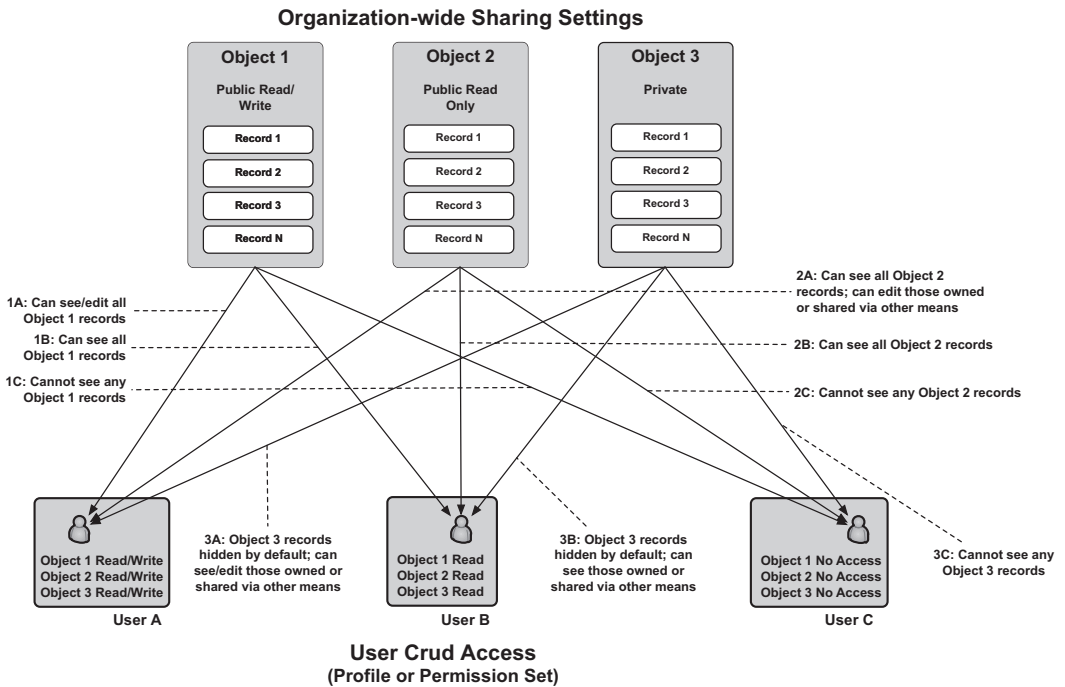 Organization-wide Sharing Settings
Object 1
Public Read/
Write
Record 1
Record 2
Record 3
Record N
Object 2
Public Read
Only
Record 1
Record 2
Record 3
Record N
Object 3
Private
Record 1
Record 2
Record 3
Record N
1A: Can see/edit all
Object 1 records
1B: Can see all
Object 1 records
1C: Cannot see any
Object 1 records
2A: Can see all Object 2
records; can edit those owned
or shared via other means
2B: Can see all Object 2 records
2C: Cannot see any Object 2 records
Object 1 Read/Write
Object 2 Read/Write
Object 3 Read/Write
User A
3A: Object 3 records
hidden by default; can
see/edit those owned or
shared via other means
Object 1 Read
Object 2 Read
Object 3 Read
User B
3B: Object 3 records
hidden by default; can
see those owned or
shared via other means
Object 1 No Access
Object 2 No Access
Object 3 No Access
User C
3C: Cannot see any
Object 3 records
User Crud Access
(Profile or Permission Set)